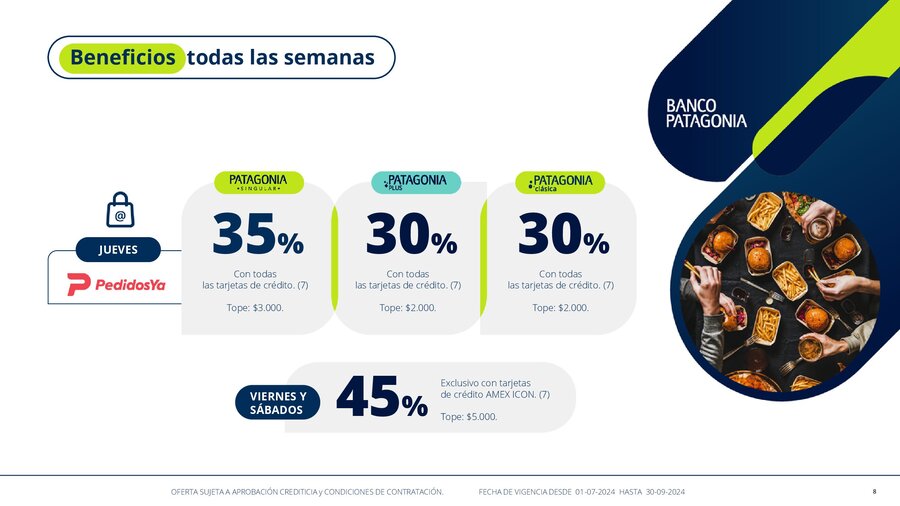 Beneficios todas las semanas
BANCO
PATAGONIA
@
JUEVES
PedidosYa
PATAGONIA
•SINGULAR•
35%
Con todas
las tarjetas de crédito. (7)
Tope: $3.000.
PATAGONIA
PLUS
30%
Con todas
las tarjetas de crédito. (7)
Tope: $2.000.
PATAGONIA
clásica
30%
Con todas
las tarjetas de crédito. (7)
Tope: $2.000.
VIERNES Y
SÁBADOS
45%
Exclusivo con tarjetas
de crédito AMEX ICON. (7)
Tope: $5.000.
OFERTA SUJETA A APROBACIÓN CREDITICIA y CONDICIONES DE CONTRATACIÓN.
FECHA DE VIGENCIA DESDE 01-07-2024 HASTA 30-09-2024
8